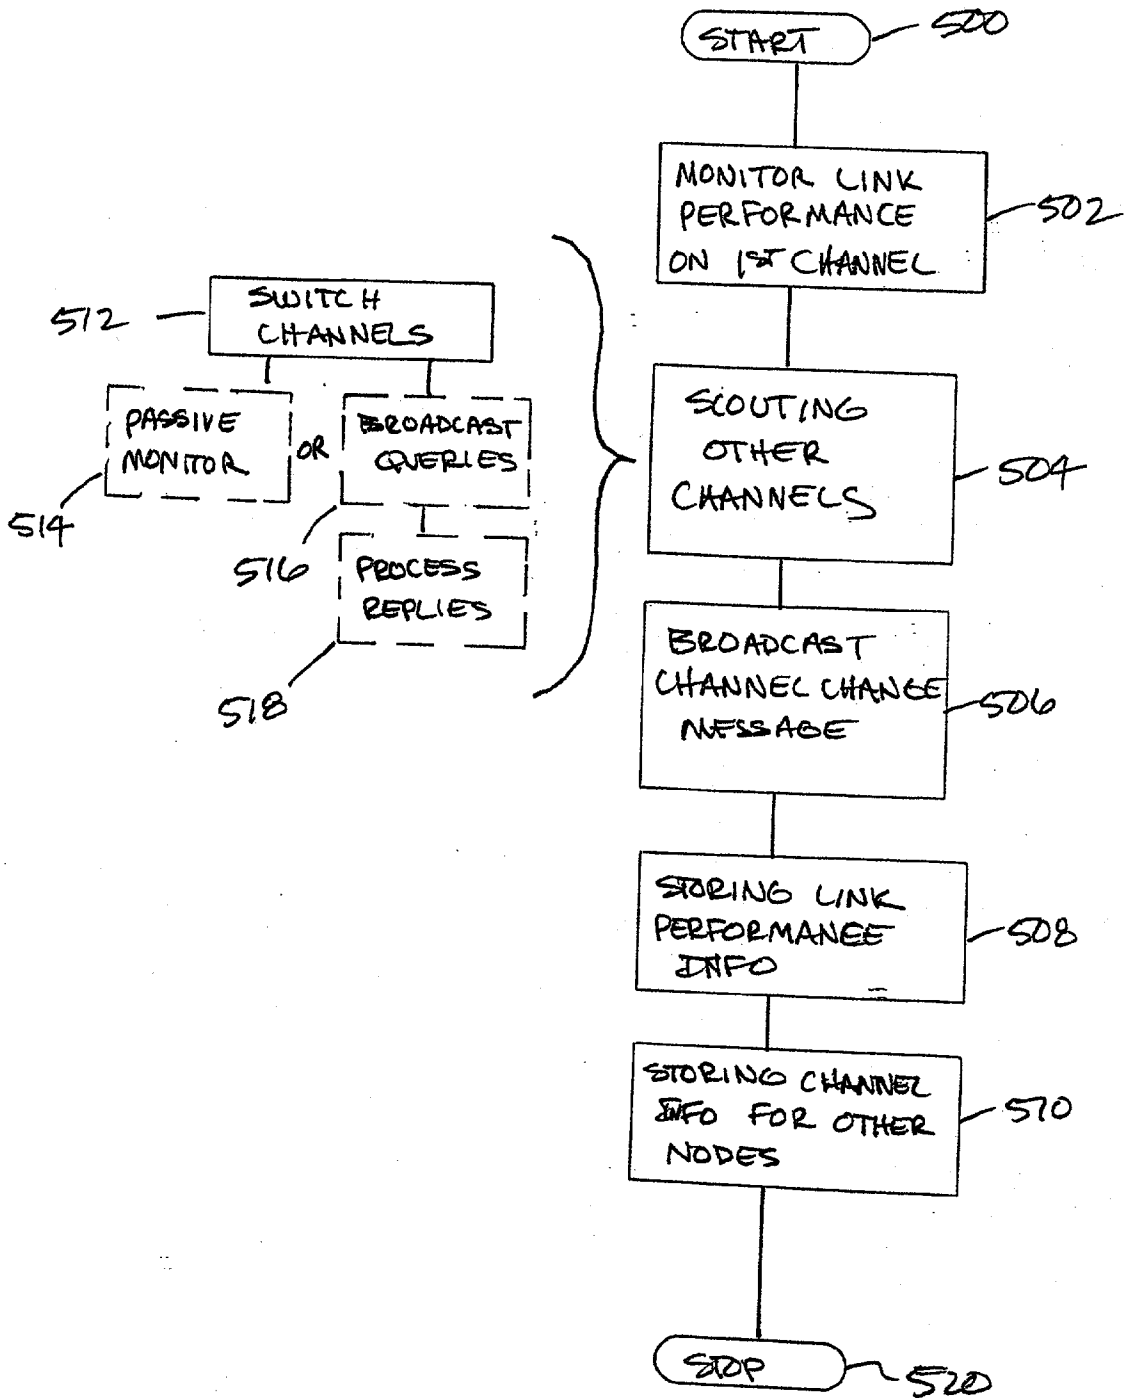 START
500
MONITOR LINK
PERFORMANCE
ON 1ST CHANNEL
502
SWITCH
CHANNELS
512
PASSIVE
MONITOR
514
OR
BROADCAST
QUERIES
516
PROCESS
REPLIES
518
SCOUTING
OTHER
CHANNELS
504
BROADCAST
CHANNEL CHANGE
MESSAGE
506
STORING LINK
PERFORMANCE
INFO
508
STORING CHANNEL
INFO FOR OTHER
NODES
510
STOP
520